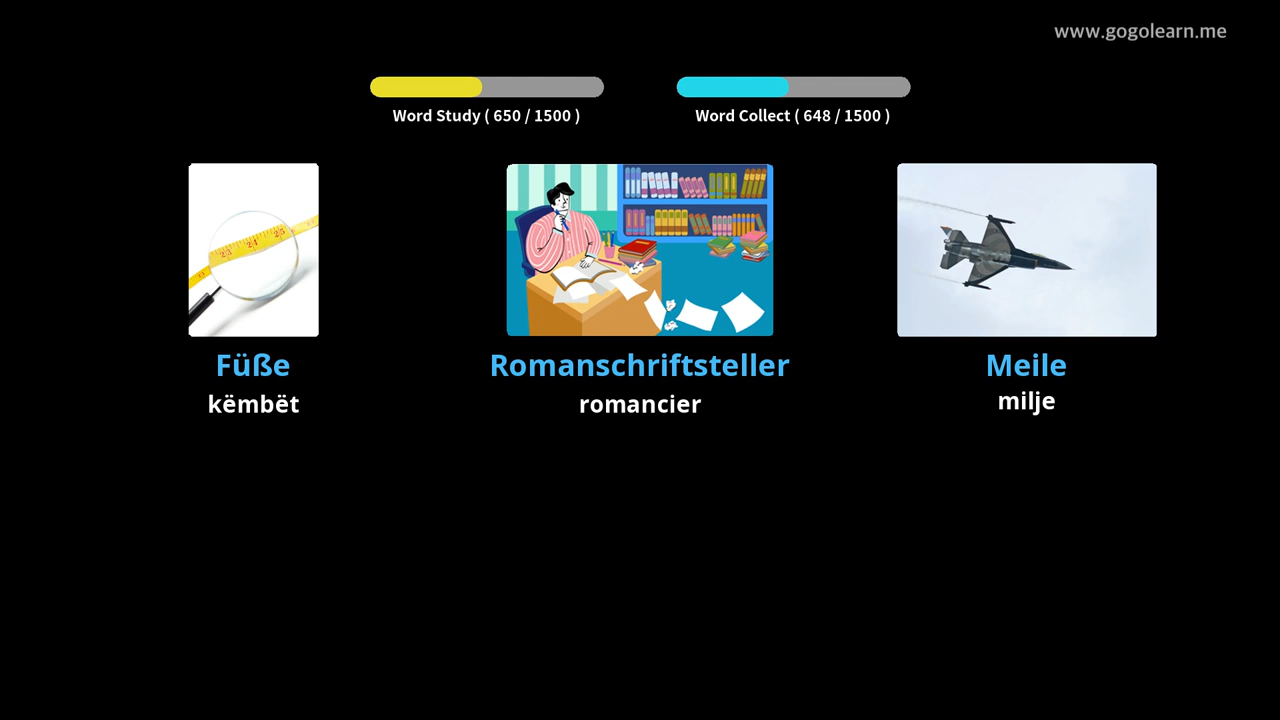 www.gogolearn.me
Word Study ( 650 / 1500 )
Word Collect ( 648 / 1500 )
Füße
Romanschriftsteller
Meile
këmbët
romancier
milje